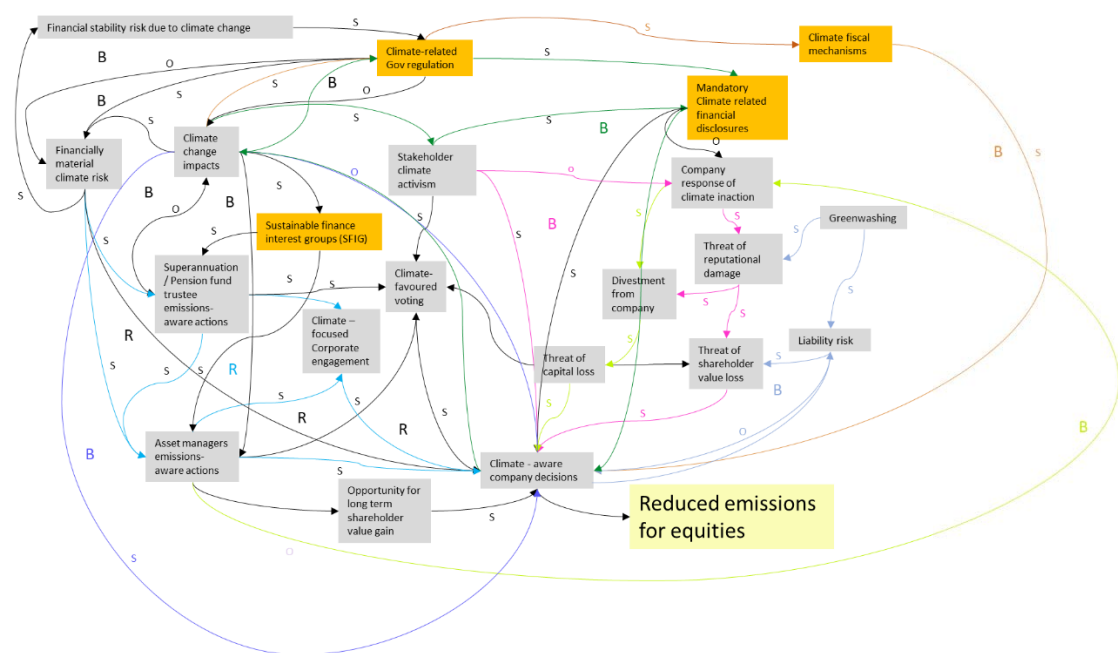 Financial stability risk due to climate change
S
S
Climate-related
Gov regulation
Climate fiscal
mechanisms
B
O
S
S
B
S
O
Mandatory
Climate related
financial
disclosures
B
S
Financially
material
climate risk
Climate
change
impacts
S
Stakeholder
climate
activism
S
B
O
B
S
O
O
Company
response of
climate inaction
B
S
S
B
O
B
S
Sustainable finance
interest groups (SFIG)
S
B
S
S
Greenwashing
S
Threat of
reputational
damage
S
Superannuation
/ Pension fund
trustee
emissions-
aware actions
S
S
Climate-
favoured
voting
S
S
Divestment
from
company
S
S
S
Climate –
focused
Corporate
engagement
S
Liability risk
R
S
S
S
R
Threat of
capital loss
Threat of
shareholder
value loss
S
B
S
R
R
S
S
S
S
O
B
B
Asset managers
emissions-
aware actions
S
Climate - aware
company decisions
S
Opportunity for
long term
shareholder
value gain
S
Reduced emissions
for equities
S
O